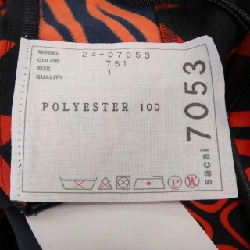 MODEL 24-07053
COLOR 751
SIZE 1
QUALITY
POLYESTER 100
sacai 7053
P W